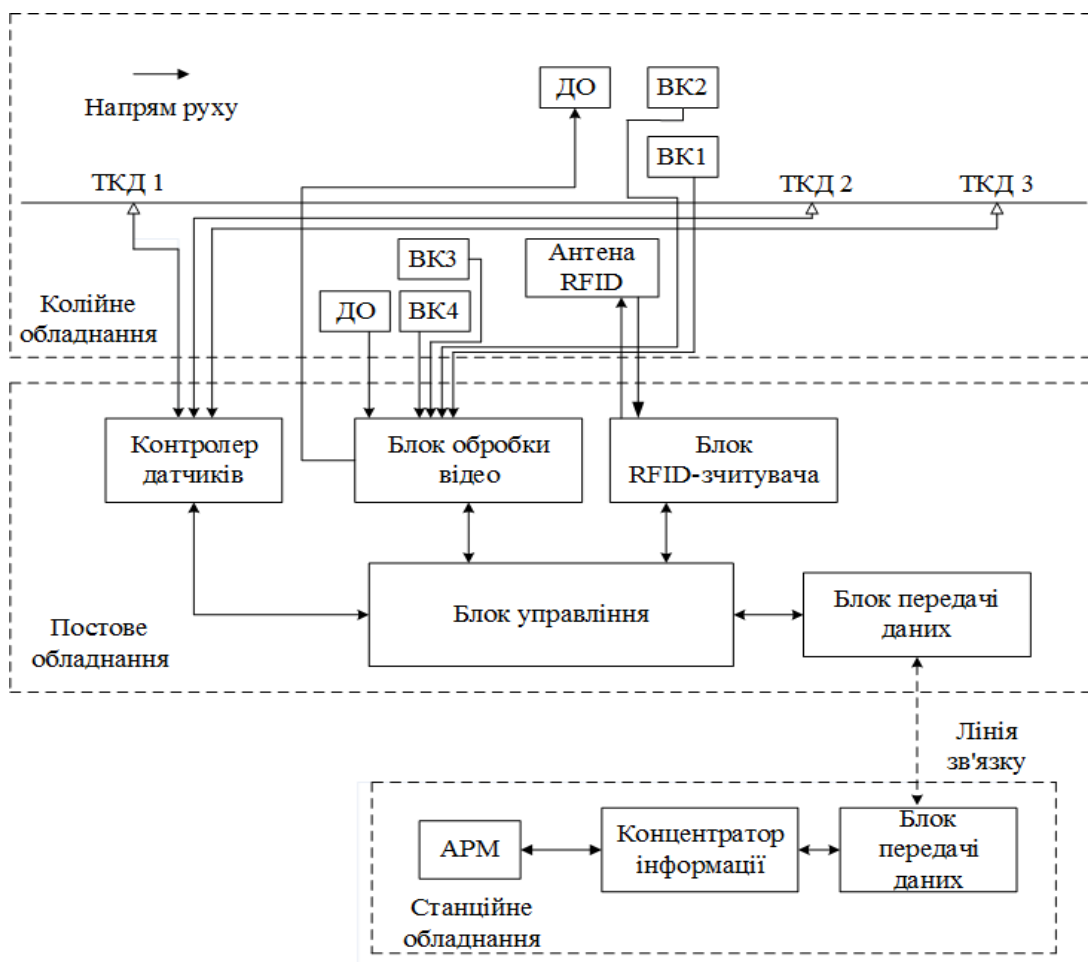 Напрям руху
ДО
ВК2
ВК1
ТКД 1
ТКД 2
ТКД 3
ВК3
Антена
RFID
Колійне
обладнання
ДО
ВК4
Контролер
датчиків
Блок обробки
відео
Блок
RFID-зчитувача
Блок управління
Блок передачі
даних
Постове
обладнання
Лінія
зв'язку
АРМ
Концентратор
інформації
Блок
передачі
даних
Станційне
обладнання